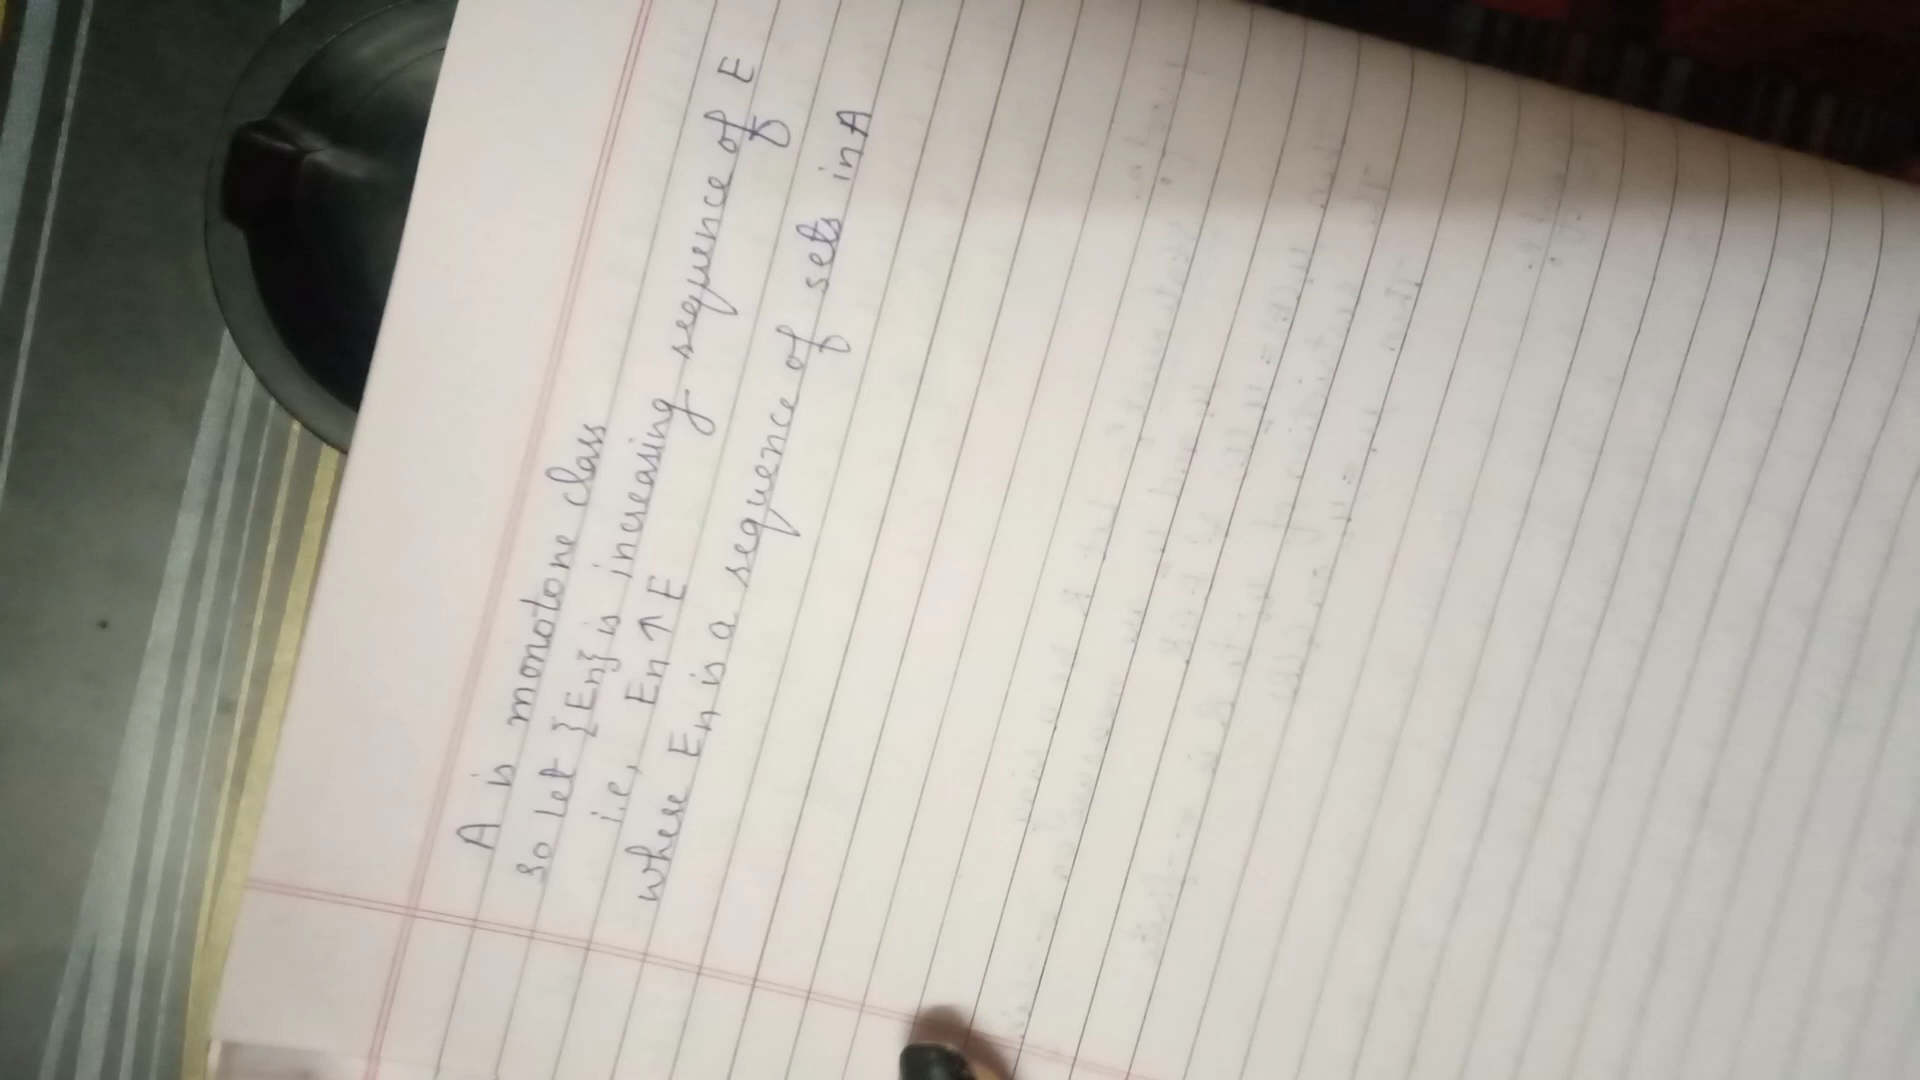 A is monotone class
so let {En} is increasing sequence of E
i.e, En ↑ E
where En is a sequence of sets in A